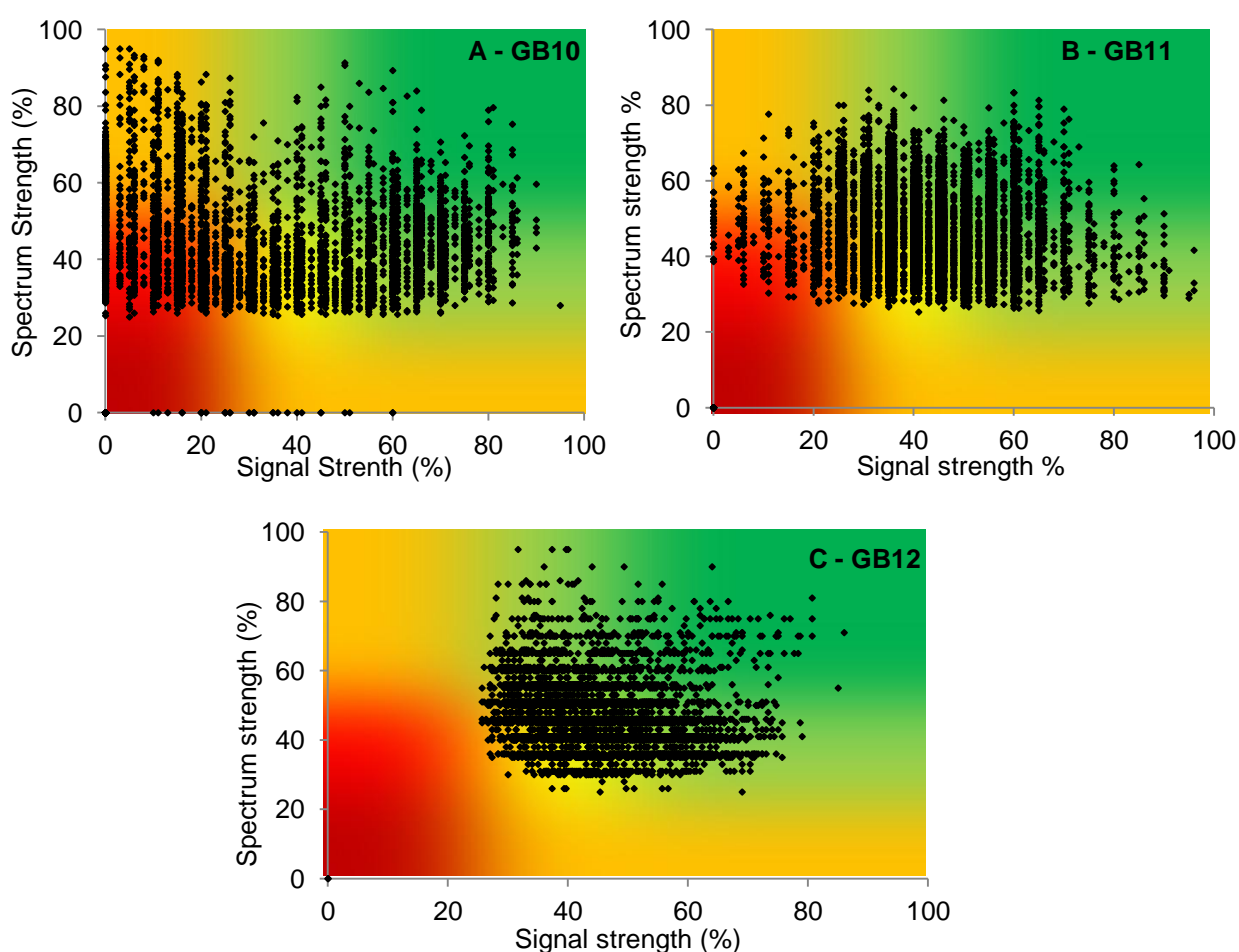 A - GB10
Spectrum Strength (%)
100
80
60
40
20
0
0 20 40 60 80 100
Signal Strenth (%)
B - GB11
Spectrum strength %
100
80
60
40
20
0
0 20 40 60 80 100
Signal strength %
C - GB12
Spectrum strength (%)
100
80
60
40
20
0
0 20 40 60 80 100
Signal strength (%)